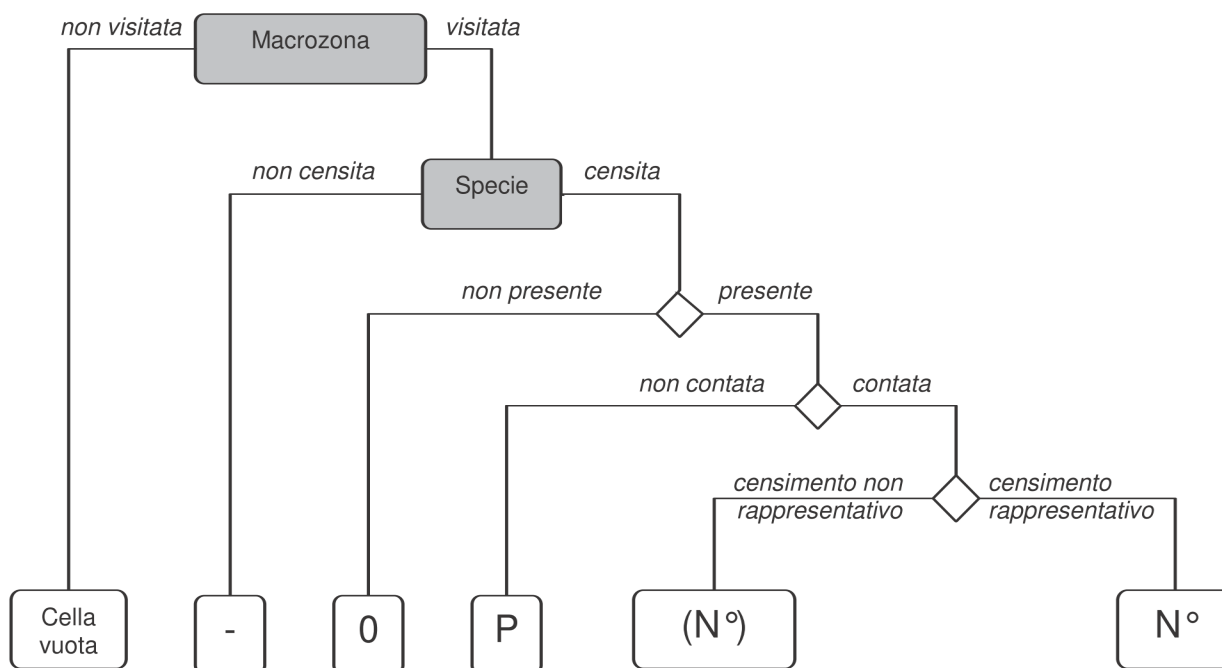 non visitata
Macrozona
visitata
non censita
Specie
censita
non presente
presente
non contata
contata
censimento non
rappresentativo
censimento
rappresentativo
Cella
vuota
-
0
P
(N°)
N°